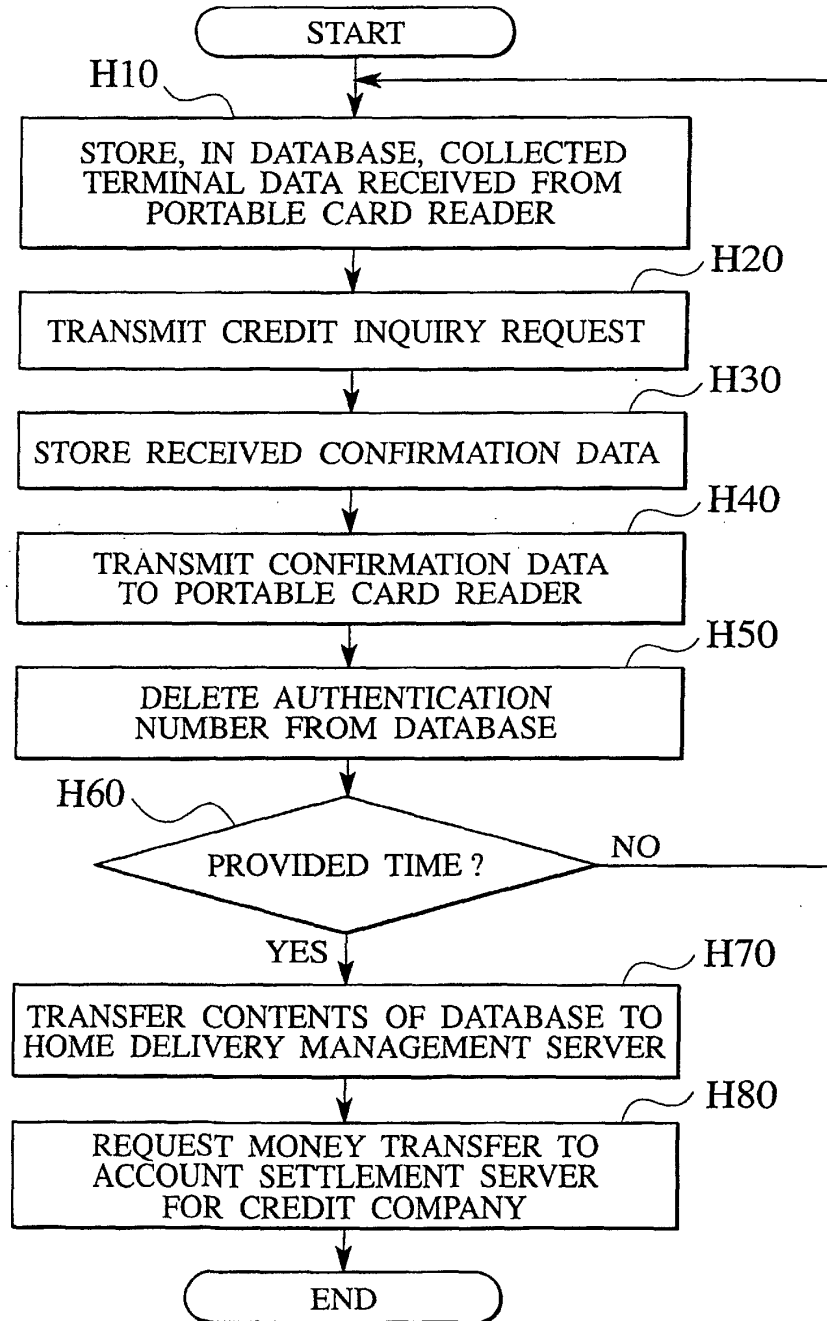 START
H10
STORE, IN DATABASE, COLLECTED
TERMINAL DATA RECEIVED FROM
PORTABLE CARD READER
H20
TRANSMIT CREDIT INQUIRY REQUEST
H30
STORE RECEIVED CONFIRMATION DATA
H40
TRANSMIT CONFIRMATION DATA
TO PORTABLE CARD READER
H50
DELETE AUTHENTICATION
NUMBER FROM DATABASE
H60
PROVIDED TIME ?
NO
YES
H70
TRANSFER CONTENTS OF DATABASE TO
HOME DELIVERY MANAGEMENT SERVER
H80
REQUEST MONEY TRANSFER TO
ACCOUNT SETTLEMENT SERVER
FOR CREDIT COMPANY
END